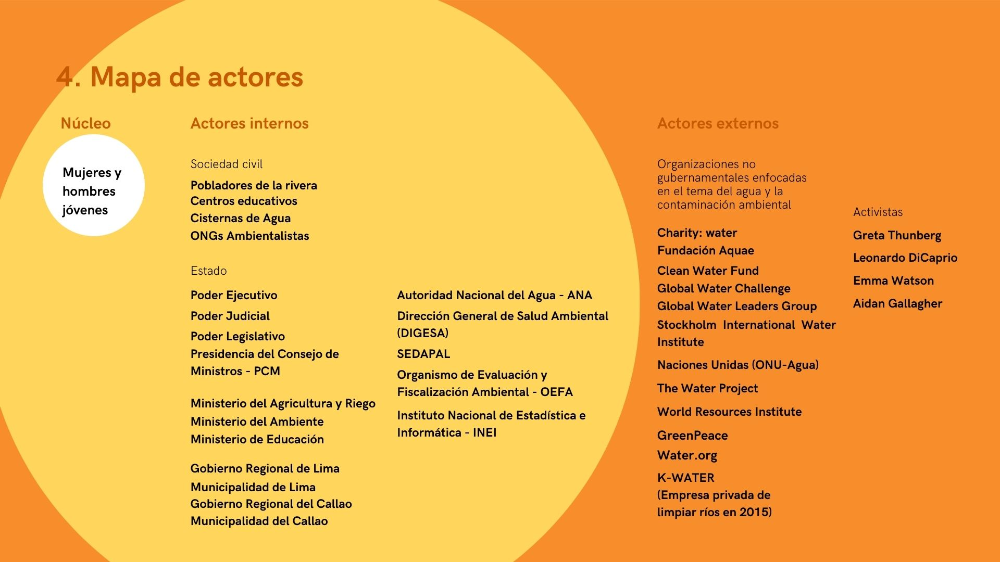 4. Mapa de actores
Núcleo
Mujeres y
hombres
jóvenes
Actores internos
Sociedad civil
Pobladores de la rivera
Centros educativos
Cisternas de Agua
ONGs Ambientalistas
Estado
Poder Ejecutivo
Poder Judicial
Poder Legislativo
Presidencia del Consejo de
Ministros - PCM
Ministerio del Agricultura y Riego
Ministerio del Ambiente
Ministerio de Educación
Gobierno Regional de Lima
Municipalidad de Lima
Gobierno Regional del Callao
Municipalidad del Callao
Autoridad Nacional del Agua - ANA
Dirección General de Salud Ambiental
(DIGESA)
SEDAPAL
Organismo de Evaluación y
Fiscalización Ambiental - OEFA
Instituto Nacional de Estadística e
Informática - INEI
Actores externos
Organizaciones no
gubernamentales enfocadas
en el tema del agua y la
contaminación ambiental
Charity: water
Fundación Aquae
Clean Water Fund
Global Water Challenge
Global Water Leaders Group
Stockholm International Water
Institute
Naciones Unidas (ONU-Agua)
The Water Project
World Resources Institute
GreenPeace
Water.org
K-WATER
(Empresa privada de
limpiar ríos en 2015)
Activistas
Greta Thunberg
Leonardo DiCaprio
Emma Watson
Aidan Gallagher